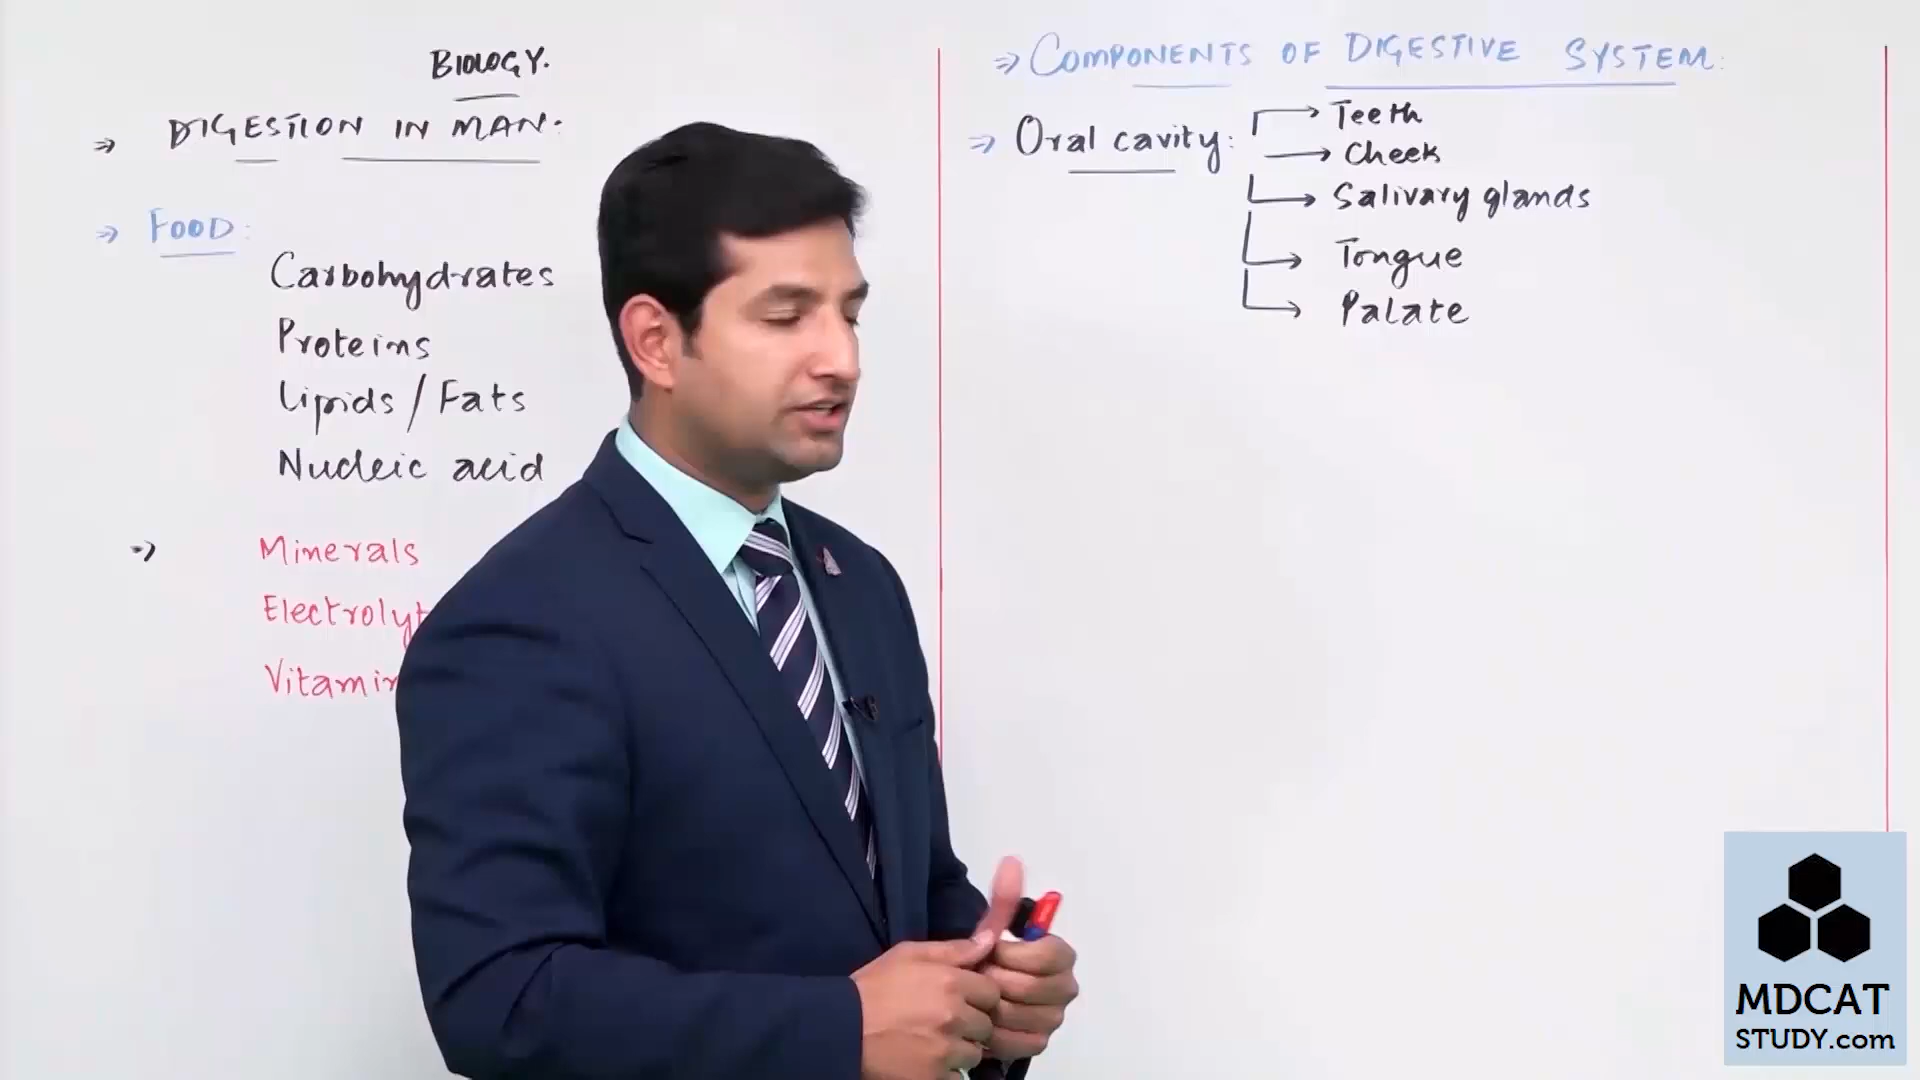 BIOLOGY.
⇒ DIGESTION IN MAN.
⇒ FOOD:
Carbohydrates
Proteins
Lipids / Fats
Nucleic acid
⇒ Minerals
Electrolyt
Vitamin
⇒ COMPONENTS OF DIGESTIVE SYSTEM:
⇒ Oral cavity: → Teeth
→ Cheek
→ Salivary glands
→ Tongue
→ Palate
MDCAT
STUDY.com